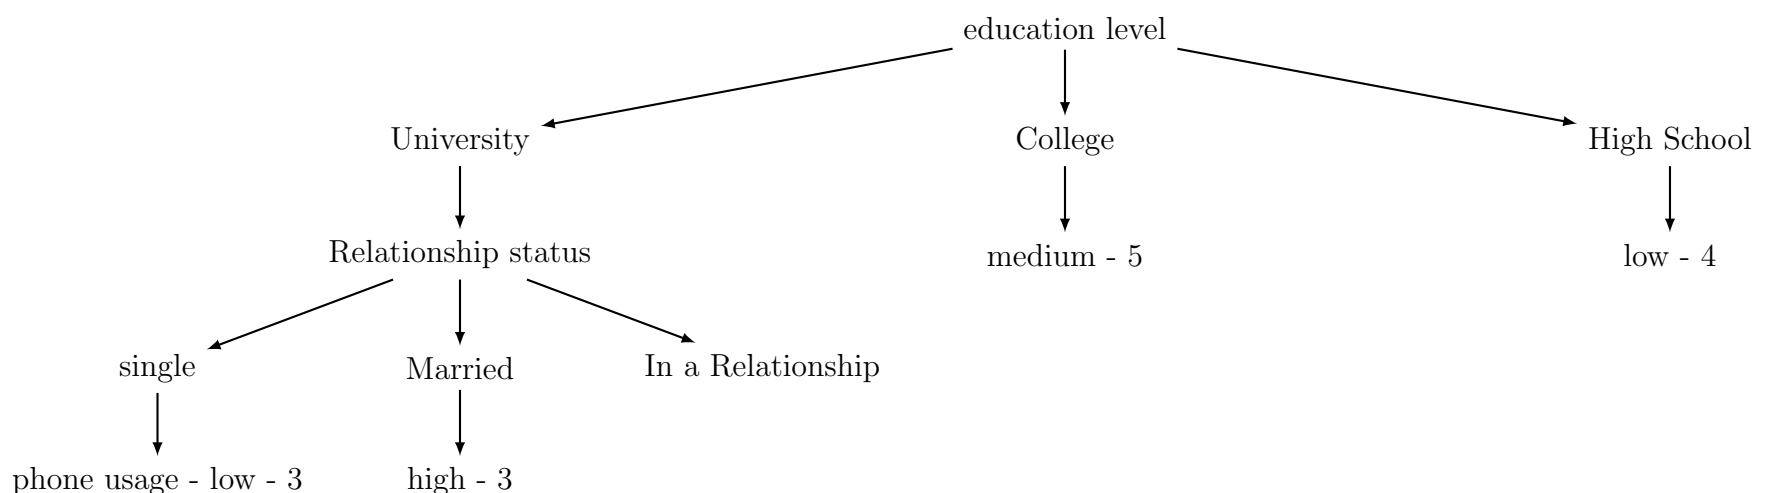 education level
University
College
High School
Relationship status
medium - 5
low - 4
single
Married
In a Relationship
phone usage - low - 3
high - 3